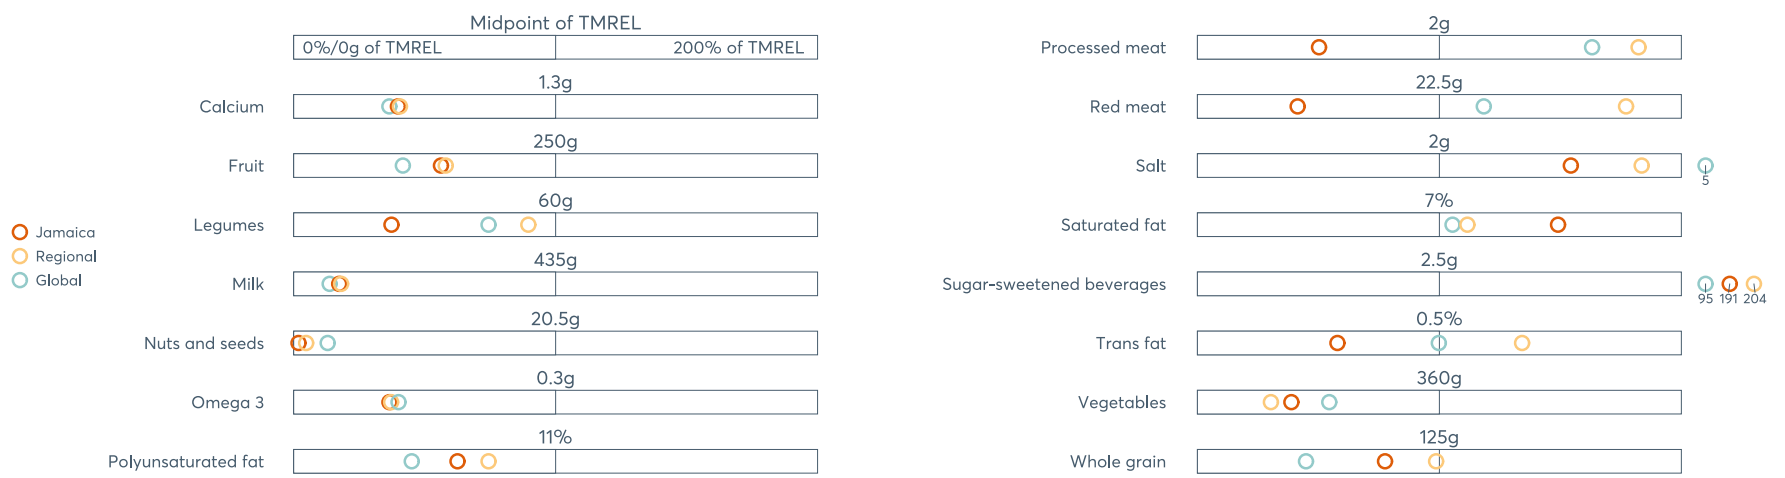 Midpoint of TMREL
0%/0g of TMREL 200% of TMREL
Calcium 1.3g
Fruit 250g
Legumes 60g
Milk 435g
Nuts and seeds 20.5g
Omega 3 0.3g
Polyunsaturated fat 11%
Jamaica
Regional
Global
Processed meat 2g
Red meat 22.5g
Salt 2g
5
Saturated fat 7%
Sugar-sweetened beverages 2.5g
95 191 204
Trans fat 0.5%
Vegetables 360g
Whole grain 125g